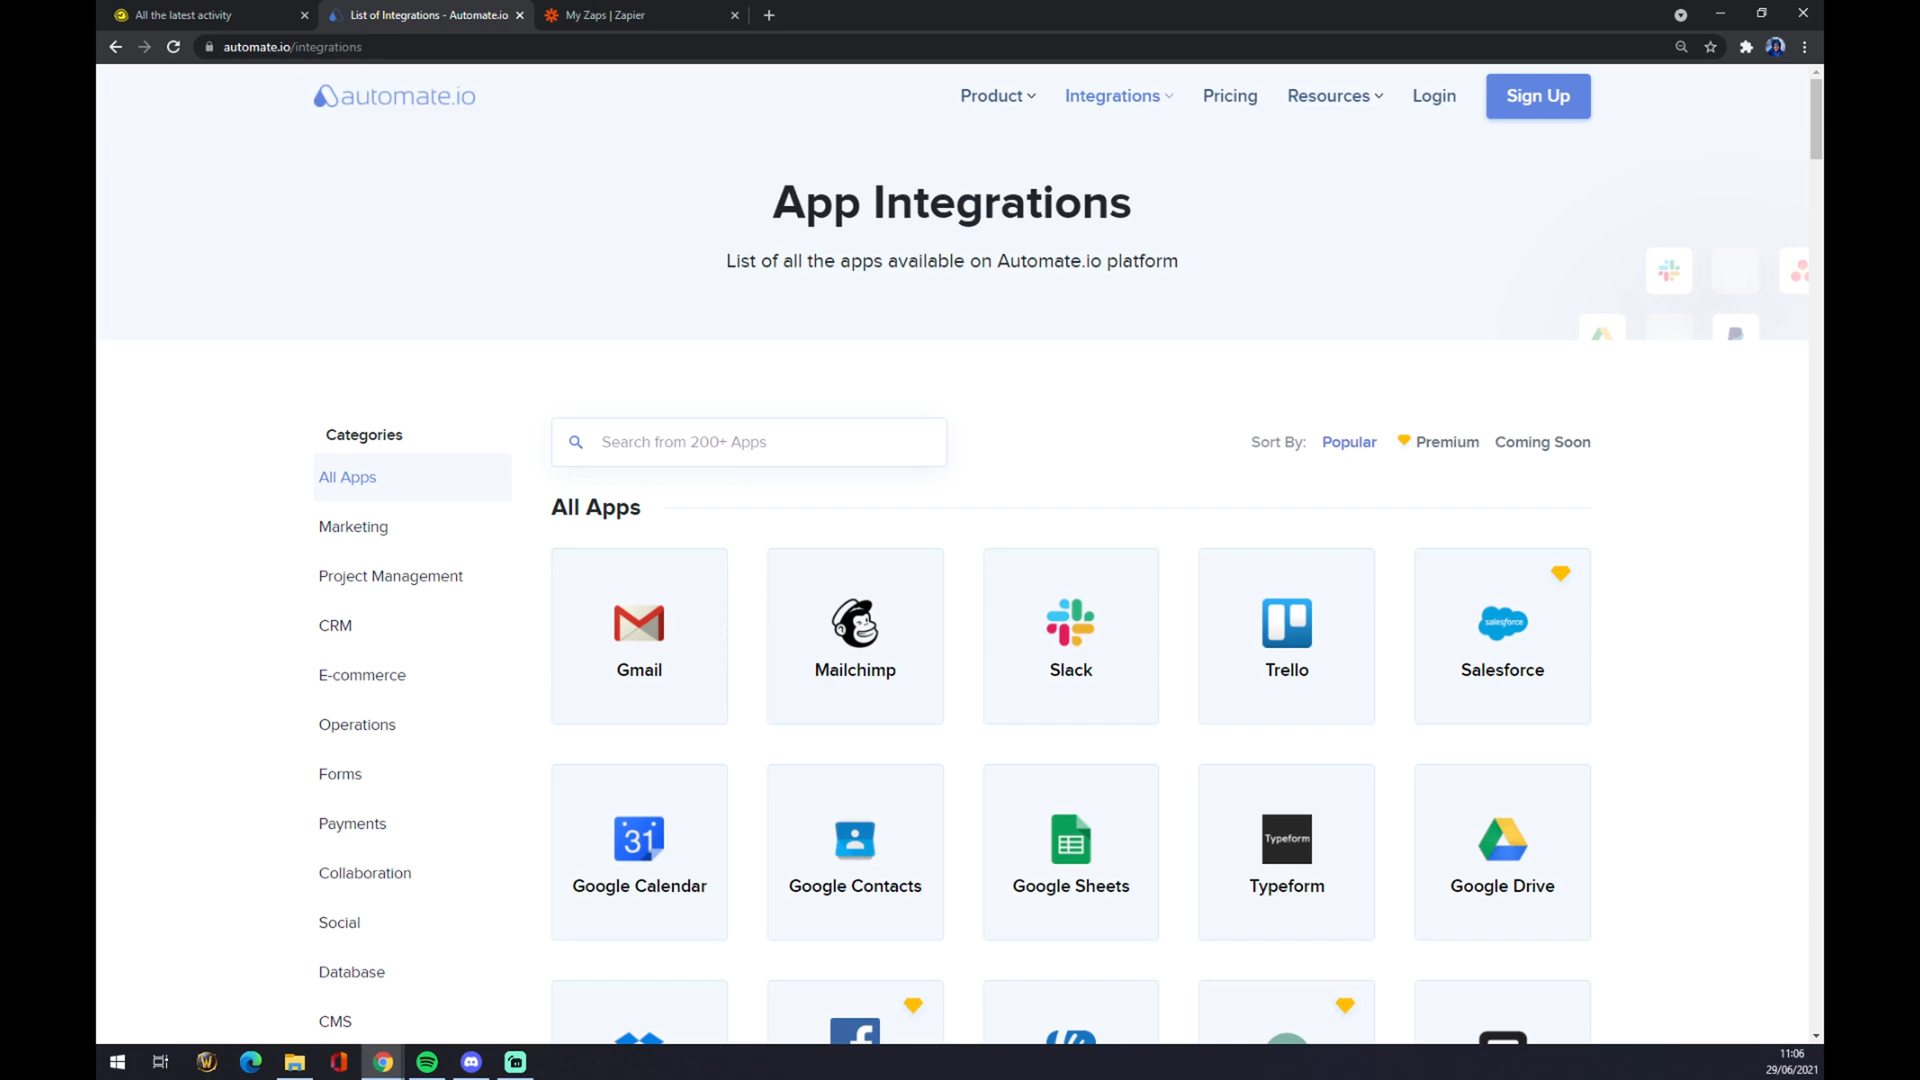 All the latest activity
List of Integrations - Automate.io
My Zaps | Zapier
automate.io/integrations
automate.io
Product
Integrations
Pricing
Resources
Login
Sign Up
App Integrations
List of all the apps available on Automate.io platform
Categories
All Apps
Marketing
Project Management
CRM
E-commerce
Operations
Forms
Payments
Collaboration
Social
Database
CMS
Search from 200+ Apps
Sort By: Popular Premium Coming Soon
All Apps
Gmail
Mailchimp
Slack
Trello
salesforce
Salesforce
31
Google Calendar
Google Contacts
Google Sheets
Typeform
Typeform
Google Drive
11:06
29/06/2021